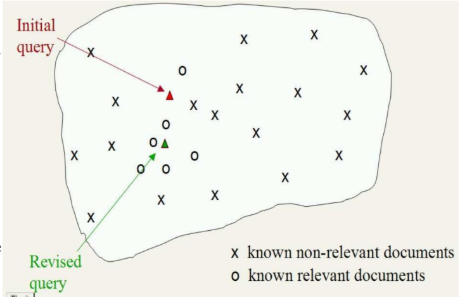 Initial
query
x known non-relevant documents
o known relevant documents
Revised
query